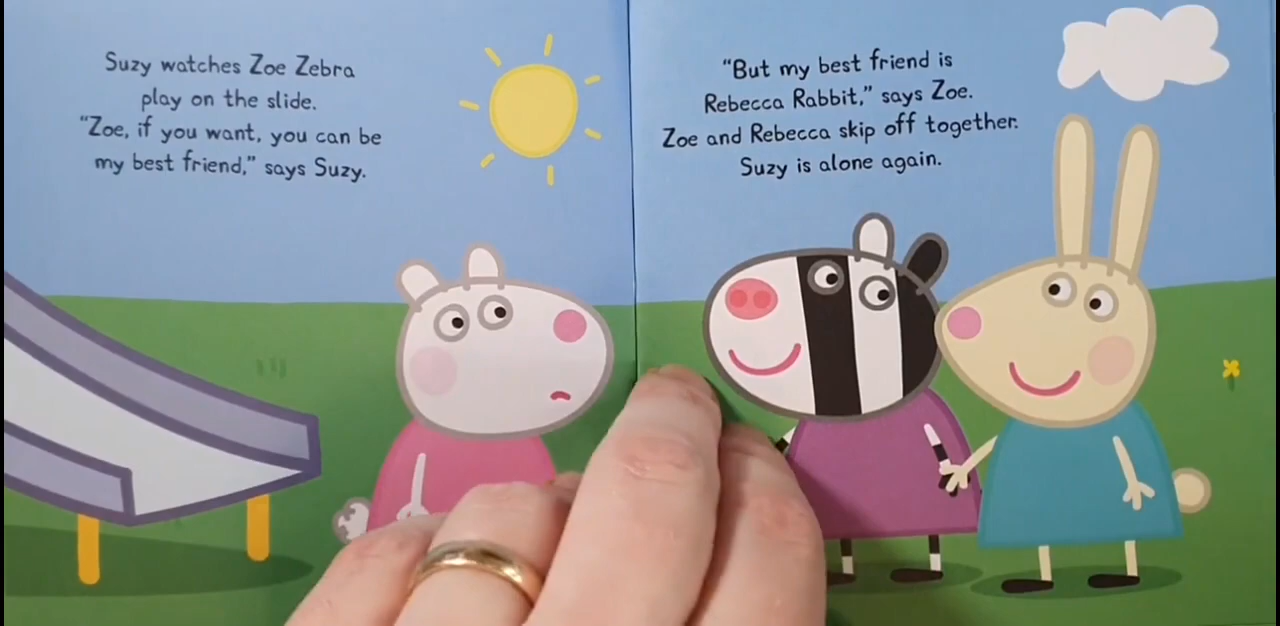 Suzy watches Zoe Zebra
play on the slide.
“Zoe, if you want, you can be
my best friend,” says Suzy.
“But my best friend is
Rebecca Rabbit,” says Zoe.
Zoe and Rebecca skip off together.
Suzy is alone again.